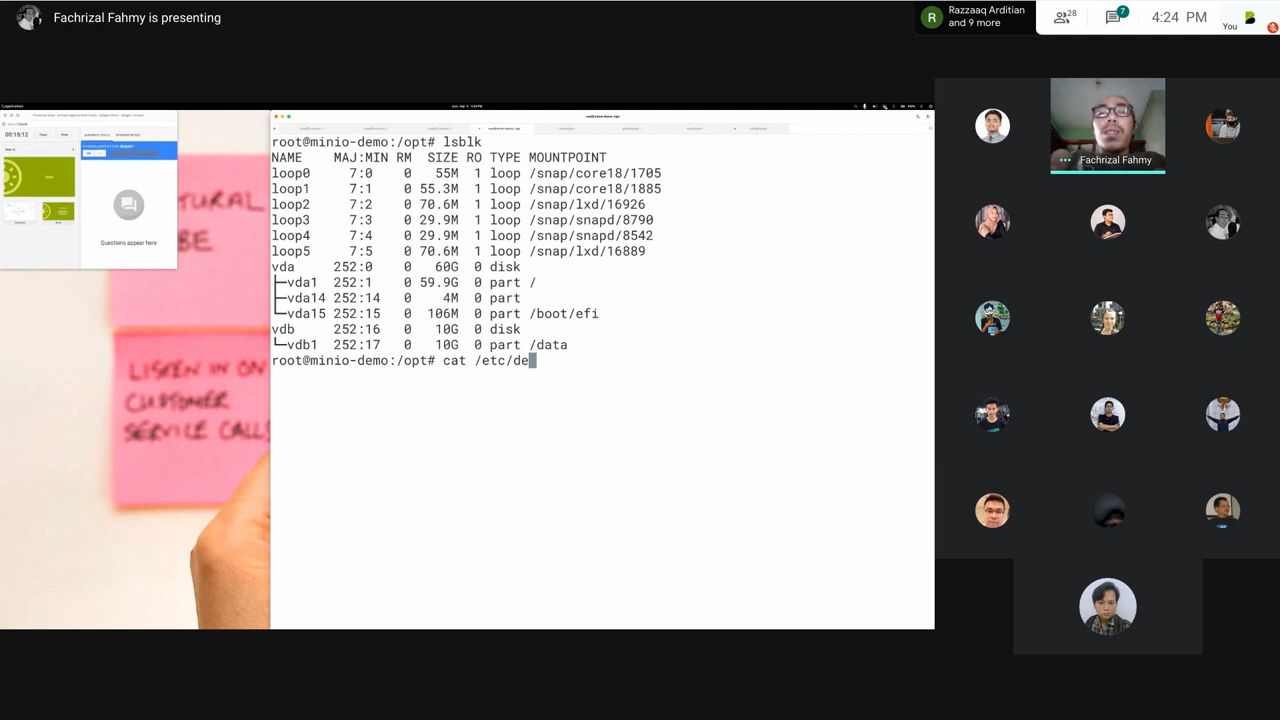 Fachrizal Fahmy is presenting
R
Razzaaq Arditian
and 9 more
28
7
4:24 PM
You
00:15:12
Questions appear here
TURAL
BE
LISTEN IN ON
CUSTOMER
SERVICE CALL
root@minio-demo:/opt# lsblk
NAME MAJ:MIN RM SIZE RO TYPE MOUNTPOINT
loop0 7:0 0 55M 1 loop /snap/core18/1705
loop1 7:1 0 55.3M 1 loop /snap/core18/1885
loop2 7:2 0 70.6M 1 loop /snap/lxd/16926
loop3 7:3 0 29.9M 1 loop /snap/snapd/8790
loop4 7:4 0 29.9M 1 loop /snap/snapd/8542
loop5 7:5 0 70.6M 1 loop /snap/lxd/16889
vda 252:0 0 60G 0 disk
├─vda1 252:1 0 59.9G 0 part /
├─vda14 252:14 0 4M 0 part
└─vda15 252:15 0 106M 0 part /boot/efi
vdb 252:16 0 10G 0 disk
└─vdb1 252:17 0 10G 0 part /data
root@minio-demo:/opt# cat /etc/de
Fachrizal Fahmy